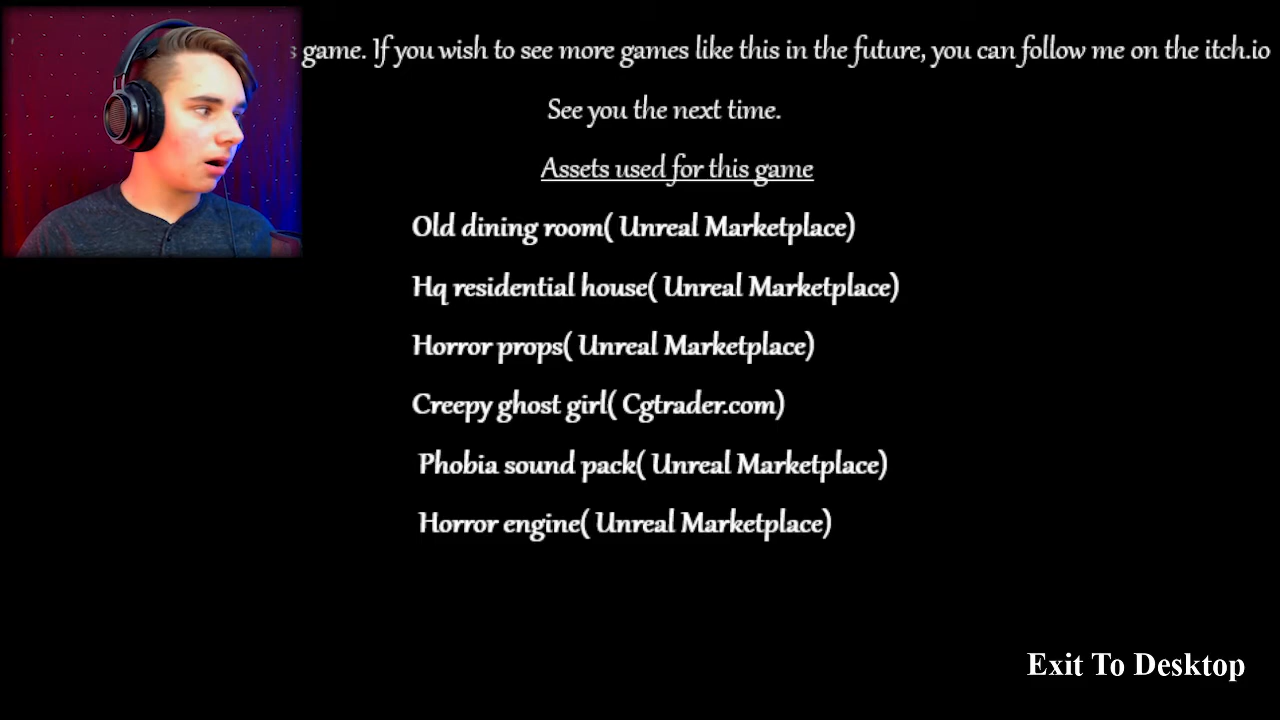 game. If you wish to see more games like this in the future, you can follow me on the itch.io
See you the next time.
Assets used for this game
Old dining room( Unreal Marketplace)
Hq residential house( Unreal Marketplace)
Horror props( Unreal Marketplace)
Creepy ghost girl( Cgtrader.com)
Phobia sound pack( Unreal Marketplace)
Horror engine( Unreal Marketplace)
Exit To Desktop